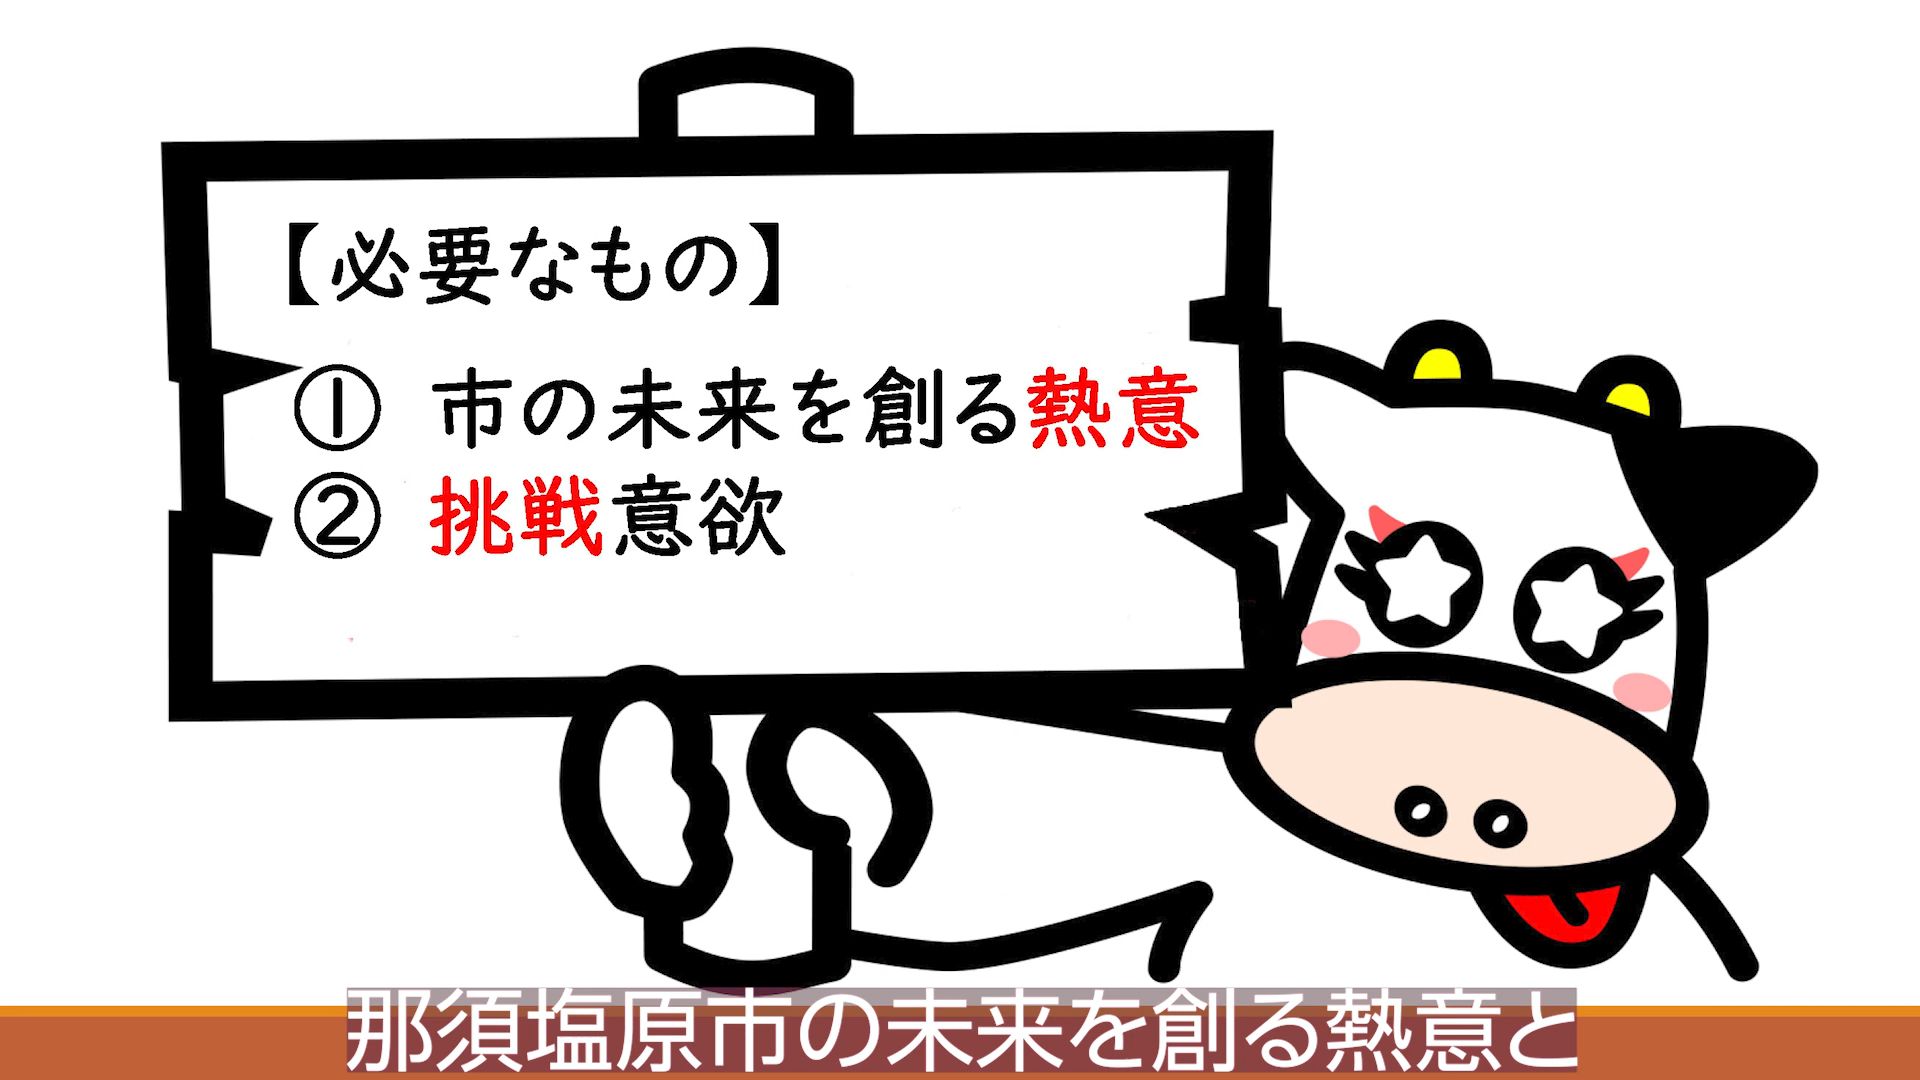 【必要なもの】
① 市の未来を創る熱意
② 挑戦意欲
那須塩原市の未来を創る熱意と